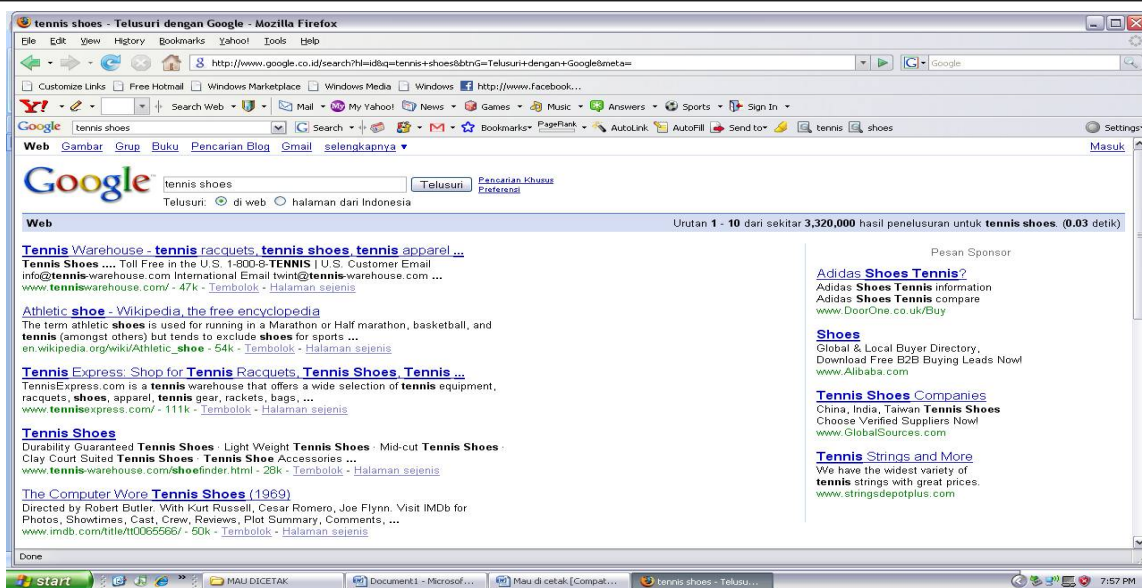 tennis shoes - Telusuri dengan Google - Mozilla Firefox
File Edit View History Bookmarks Yahoo! Tools Help
http://www.google.co.id/search?hl=id&q=tennis+shoes&btnG=Telusuri+dengan+Google&meta=
Google
Customize Links Free Hotmail Windows Marketplace Windows Media Windows http://www.facebook...
Y! Search Web Mail My Yahoo! News Games Music Answers Sports Sign In
Google tennis shoes Search Bookmarks PageRank AutoLink AutoFill Send to tennis shoes Settings
Web Gambar Grup Buku Pencarian Blog Gmail selengkapnya ▼ Masuk
Google tennis shoes Telusuri Pencarian Khusus
Preferensi
Telusuri: di web halaman dari Indonesia
Web Urutan 1 - 10 dari sekitar 3,320,000 hasil penelusuran untuk tennis shoes. (0.03 detik)
Tennis Warehouse - tennis racquets, tennis shoes, tennis apparel ...
Tennis Shoes .... Toll Free in the U.S. 1-800-8-TENNIS | U.S. Customer Email
info@tennis-warehouse.com International Email twint@tennis-warehouse.com ...
www.tenniswarehouse.com/ - 47k - Tembolok - Halaman sejenis
Athletic shoe - Wikipedia, the free encyclopedia
The term athletic shoes is used for running in a Marathon or Half marathon, basketball, and
tennis (amongst others) but tends to exclude shoes for sports ...
en.wikipedia.org/wiki/Athletic_shoe - 54k - Tembolok - Halaman sejenis
Tennis Express: Shop for Tennis Racquets, Tennis Shoes, Tennis ...
TennisExpress.com is a tennis warehouse that offers a wide selection of tennis equipment,
racquets, shoes, apparel, tennis gear, rackets, bags, ...
www.tennisexpress.com/ - 111k - Tembolok - Halaman sejenis
Tennis Shoes
Durability Guaranteed Tennis Shoes · Light Weight Tennis Shoes · Mid-cut Tennis Shoes ·
Clay Court Suited Tennis Shoes · Tennis Shoe Accessories ...
www.tennis-warehouse.com/shoefinder.html - 28k - Tembolok - Halaman sejenis
The Computer Wore Tennis Shoes (1969)
Directed by Robert Butler. With Kurt Russell, Cesar Romero, Joe Flynn. Visit IMDb for
Photos, Showtimes, Cast, Crew, Reviews, Plot Summary, Comments, ...
www.imdb.com/title/tt0065566/ - 50k - Tembolok - Halaman sejenis
Pesan Sponsor
Adidas Shoes Tennis?
Adidas Shoes Tennis information
Adidas Shoes Tennis compare
www.DoorOne.co.uk/Buy
Shoes
Global & Local Buyer Directory,
Download Free B2B Buying Leads Now!
www.Alibaba.com
Tennis Shoes Companies
China, India, Taiwan Tennis Shoes
Choose Verified Suppliers Now!
www.GlobalSources.com
Tennis Strings and More
We have the widest variety of
tennis strings with great prices.
www.stringsdepotplus.com
Done
start MAU DICETAK Document1 - Microsof... Mau di cetak [Compat... tennis shoes - Telusu... 7:57 PM